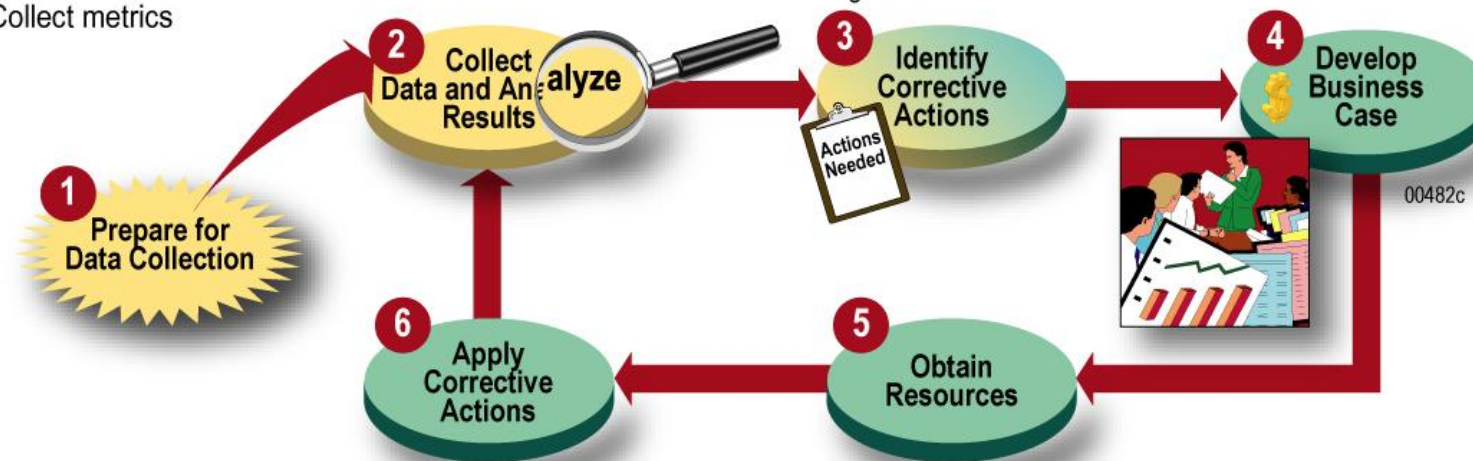 Collect metrics
1
Prepare for
Data Collection
2
Collect
Data and Analyze
Results
3
Identify
Corrective
Actions
Actions
Needed
4
$
Develop
Business
Case
00482c
5
Obtain
Resources
6
Apply
Corrective
Actions